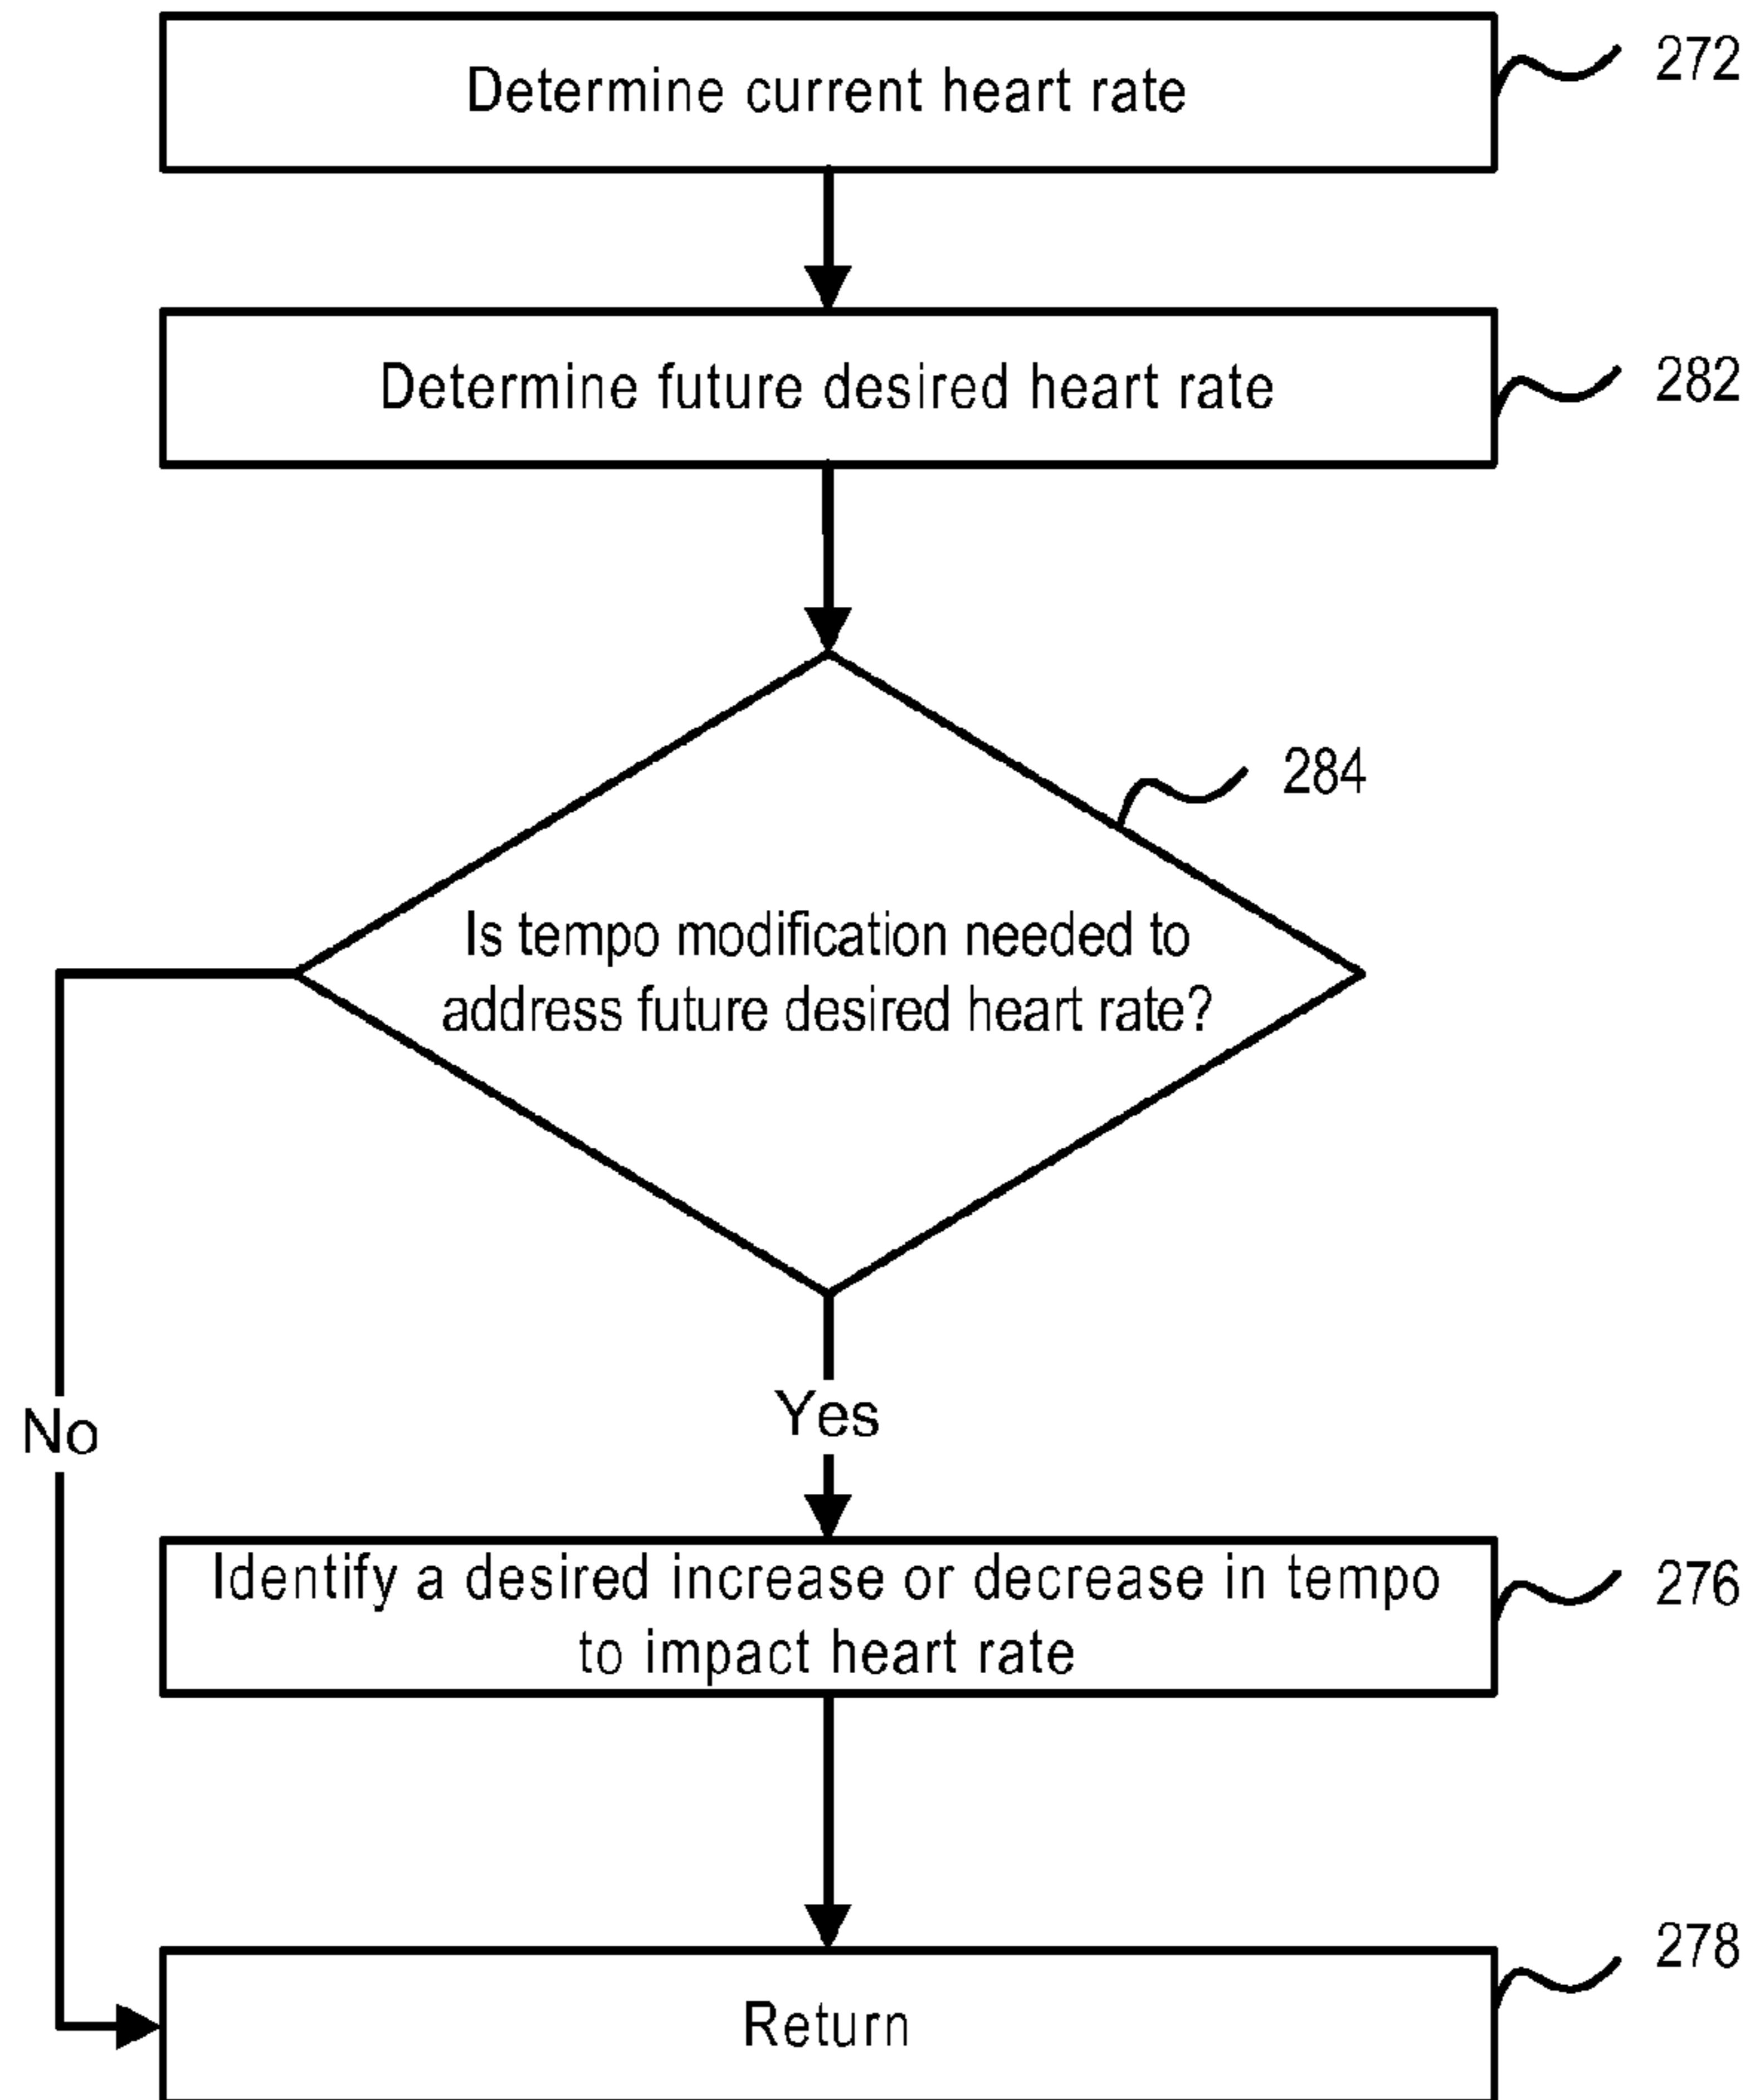 Determine current heart rate
272
Determine future desired heart rate
282
284
Is tempo modification needed to
address future desired heart rate?
No
Yes
Identify a desired increase or decrease in tempo
to impact heart rate
276
278
Return